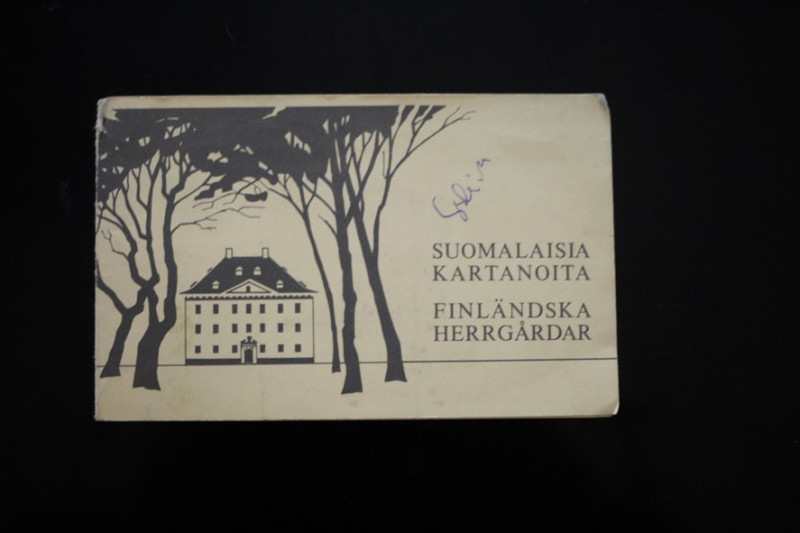 SUOMALAISIA
KARTANOITA
FINLÄNDSKA
HERRGÅRDAR